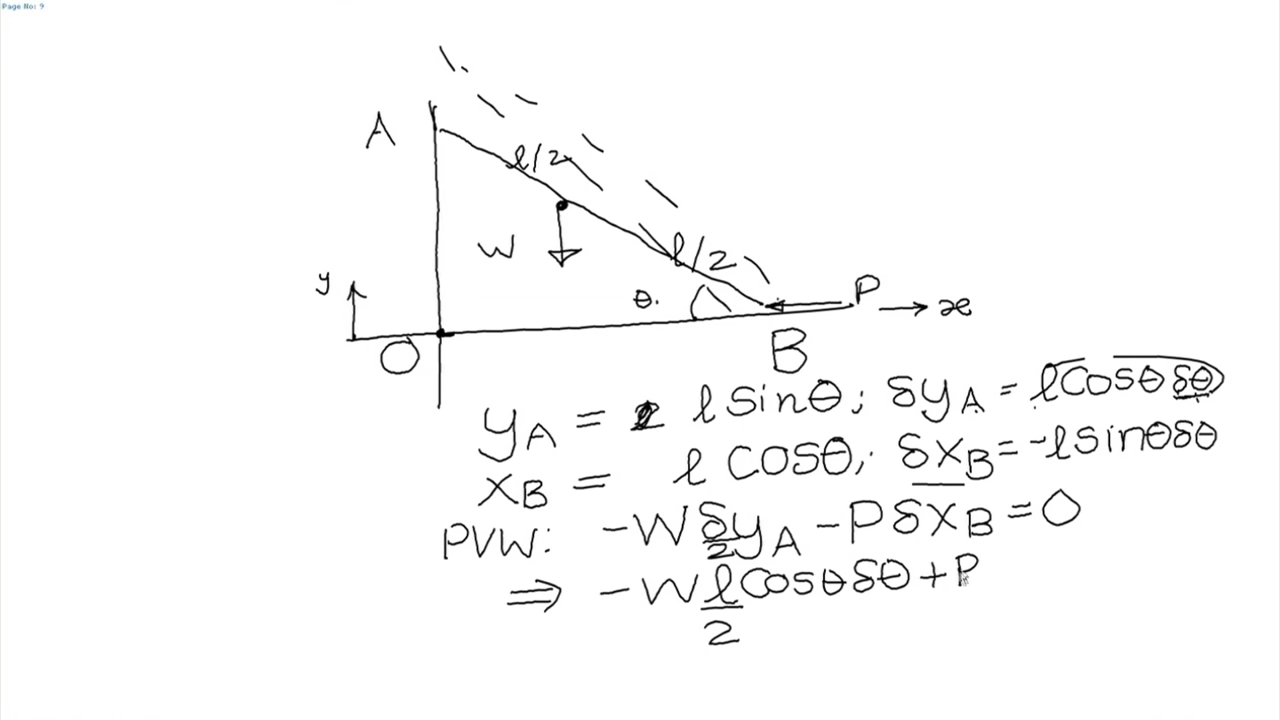 Page No: 9
A
l/2
W
l/2
θ.
y
P
x
O
B
yA = l sinθ; δyA = l cosθ δθ
xB = l cosθ; δxB = -l sinθ δθ
PVW: -W δ/2 yA - P δxB = 0
⇒ -W l/2 cosθ δθ + P